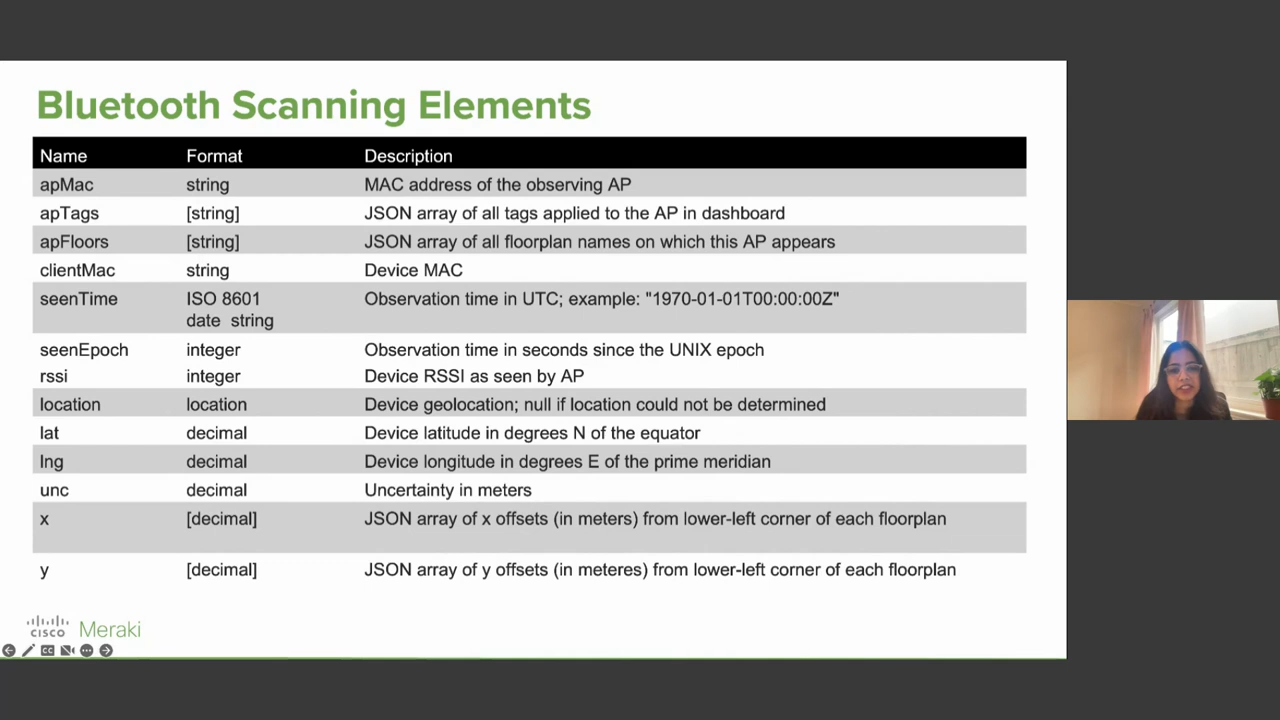 Bluetooth Scanning Elements
Name Format Description
apMac string MAC address of the observing AP
apTags [string] JSON array of all tags applied to the AP in dashboard
apFloors [string] JSON array of all floorplan names on which this AP appears
clientMac string Device MAC
seenTime ISO 8601 Observation time in UTC; example: "1970-01-01T00:00:00Z"
date string
seenEpoch integer Observation time in seconds since the UNIX epoch
rssi integer Device RSSI as seen by AP
location location Device geolocation; null if location could not be determined
lat decimal Device latitude in degrees N of the equator
lng decimal Device longitude in degrees E of the prime meridian
unc decimal Uncertainty in meters
x [decimal] JSON array of x offsets (in meters) from lower-left corner of each floorplan
y [decimal] JSON array of y offsets (in meteres) from lower-left corner of each floorplan
CISCO Meraki
CC